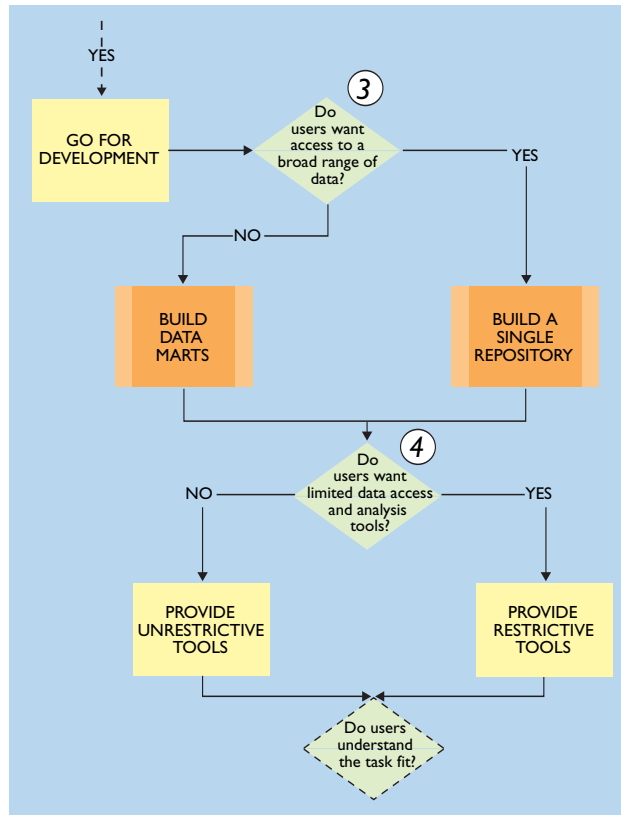 YES
3
GO FOR
DEVELOPMENT
Do
users want
access to a
broad range of
data?
YES
NO
BUILD
DATA
MARTS
BUILD A
SINGLE
REPOSITORY
4
Do
users want
limited data access
and analysis
tools?
NO
YES
PROVIDE
UNRESTRICTIVE
TOOLS
PROVIDE
RESTRICTIVE
TOOLS
Do users
understand
the task fit?